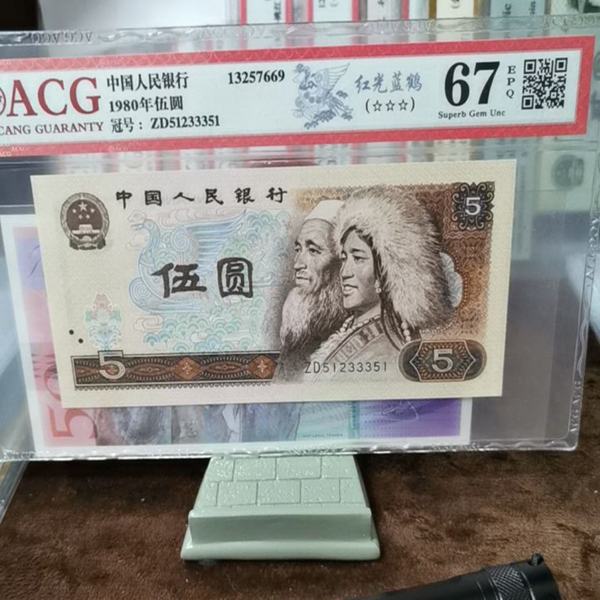 ACG
CANG GUARANTY
中国人民银行
1980年伍圆
冠号: ZD51233351
13257669
红光蓝鹤
(☆☆☆)
67
EPQ
Superb Gem Unc
中国人民银行
5
伍圆
5
ZD51233351
5